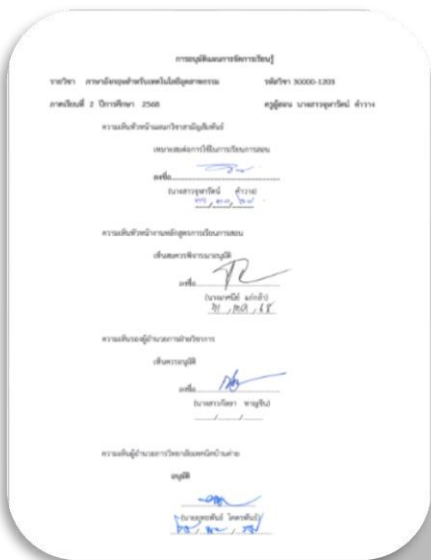 การอนุมัติแผนการจัดการเรียนรู้
รายวิชา ภาษาอังกฤษสำหรับเทคโนโลยีอุตสาหกรรม รหัสวิชา 30000-1203
ภาคเรียนที่ 2 ปีการศึกษา 2568 ครูผู้สอน นางสาวจุฬารัตน์ คำวาง
ความเห็นหัวหน้าแผนกวิชาสามัญสัมพันธ์
เหมาะสมต่อการใช้ในการเรียนการสอน
ลงชื่อ
(นางสาวจุฬารัตน์ คำวาง)
ความเห็นหัวหน้างานหลักสูตรการเรียนการสอน
เห็นสมควรพิจารณาอนุมัติ
ลงชื่อ
31 / ต.ค. / 68
ความเห็นรองผู้อำนวยการฝ่ายวิชาการ
เห็นควรอนุมัติ
ลงชื่อ
ความเห็นผู้อำนวยการวิทยาลัยเทคนิคบ้านค่าย
อนุมัติ